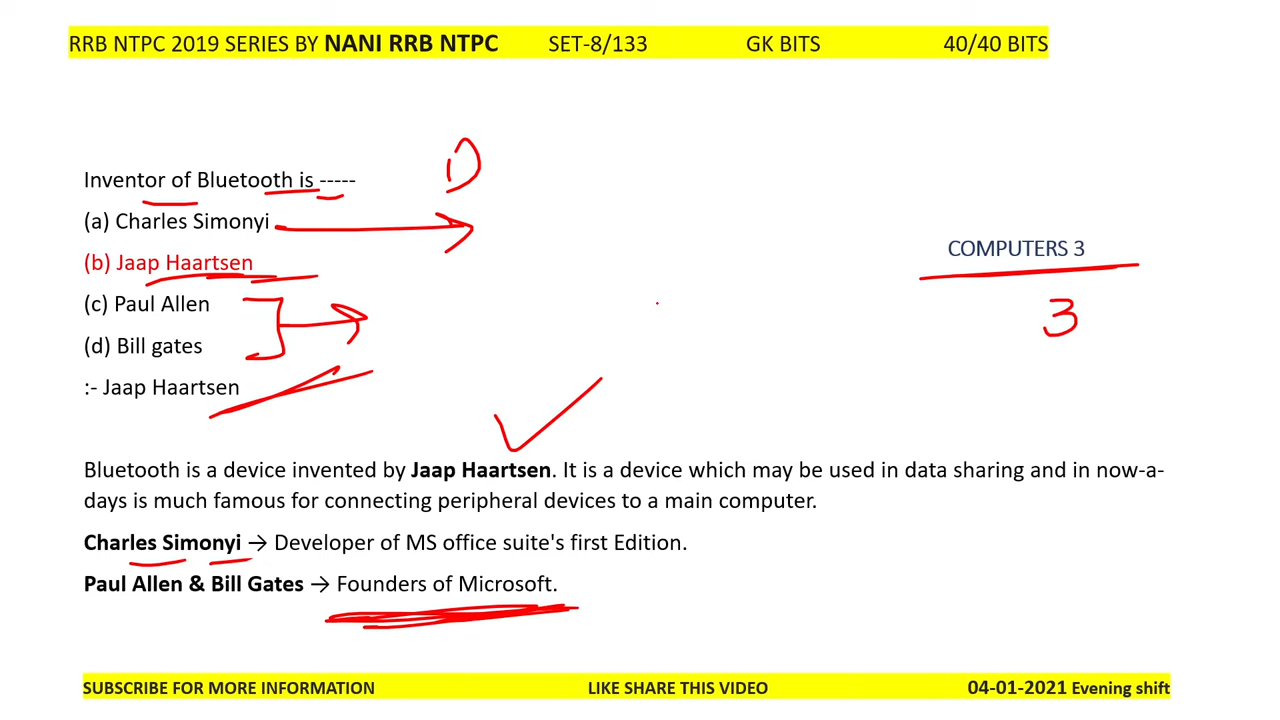 RRB NTPC 2019 SERIES BY NANI RRB NTPC SET-8/133 GK BITS 40/40 BITS
Inventor of Bluetooth is -----
(a) Charles Simonyi
(b) Jaap Haartsen
COMPUTERS 3
3
(c) Paul Allen
(d) Bill gates
:- Jaap Haartsen
Bluetooth is a device invented by Jaap Haartsen. It is a device which may be used in data sharing and in now-a-
days is much famous for connecting peripheral devices to a main computer.
Charles Simonyi → Developer of MS office suite's first Edition.
Paul Allen & Bill Gates → Founders of Microsoft.
SUBSCRIBE FOR MORE INFORMATION LIKE SHARE THIS VIDEO 04-01-2021 Evening shift